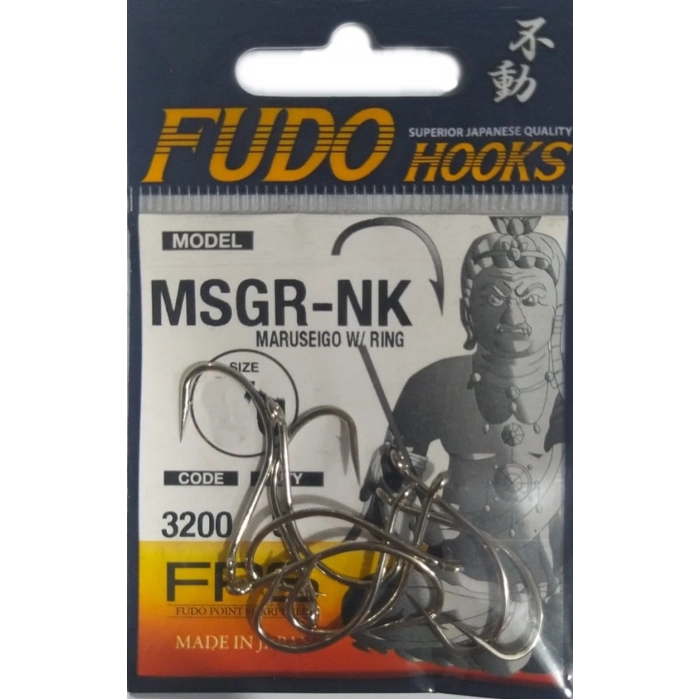 不動
FUDO
SUPERIOR JAPANESE QUALITY
HOOKS
MODEL
MSGR-NK
MARUSEIGO W/ RING
SIZE
CODE
3200
FPS
FUDO POINT
MADE IN